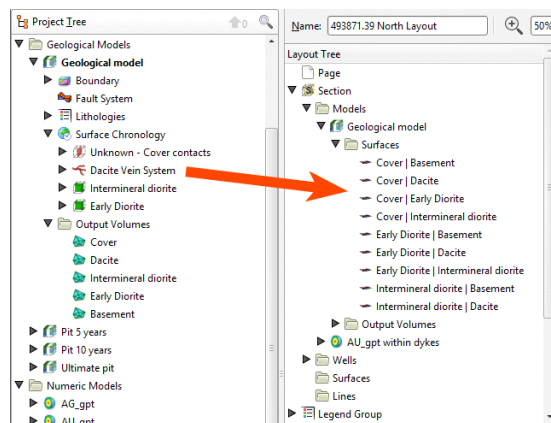 Project Tree
0
Geological Models
Geological model
Boundary
Fault System
Lithologies
Surface Chronology
Unknown - Cover contacts
Dacite Vein System
Intermineral diorite
Early Diorite
Output Volumes
Cover
Dacite
Intermineral diorite
Early Diorite
Basement
Pit 5 years
Pit 10 years
Ultimate pit
Numeric Models
AG_gpt
AU_gpt
Name: 493871.39 North Layout
50%
Layout Tree
Page
Section
Models
Geological model
Surfaces
Cover | Basement
Cover | Dacite
Cover | Early Diorite
Cover | Intermineral diorite
Early Diorite | Basement
Early Diorite | Dacite
Early Diorite | Intermineral diorite
Intermineral diorite | Basement
Intermineral diorite | Dacite
Output Volumes
AU_gpt within dykes
Wells
Surfaces
Lines
Legend Group